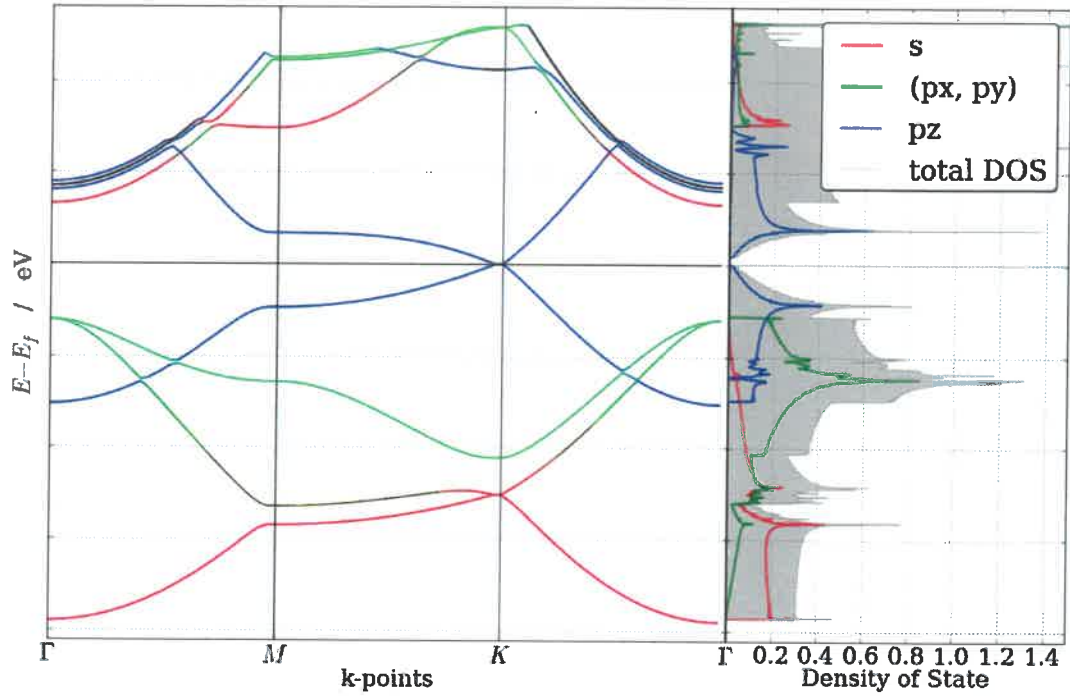 s
(px, py)
pz
total DOS
E−E_f / eV
Γ
M
K
Γ
0.2 0.4 0.6 0.8 1.0 1.2 1.4
k-points
Density of State